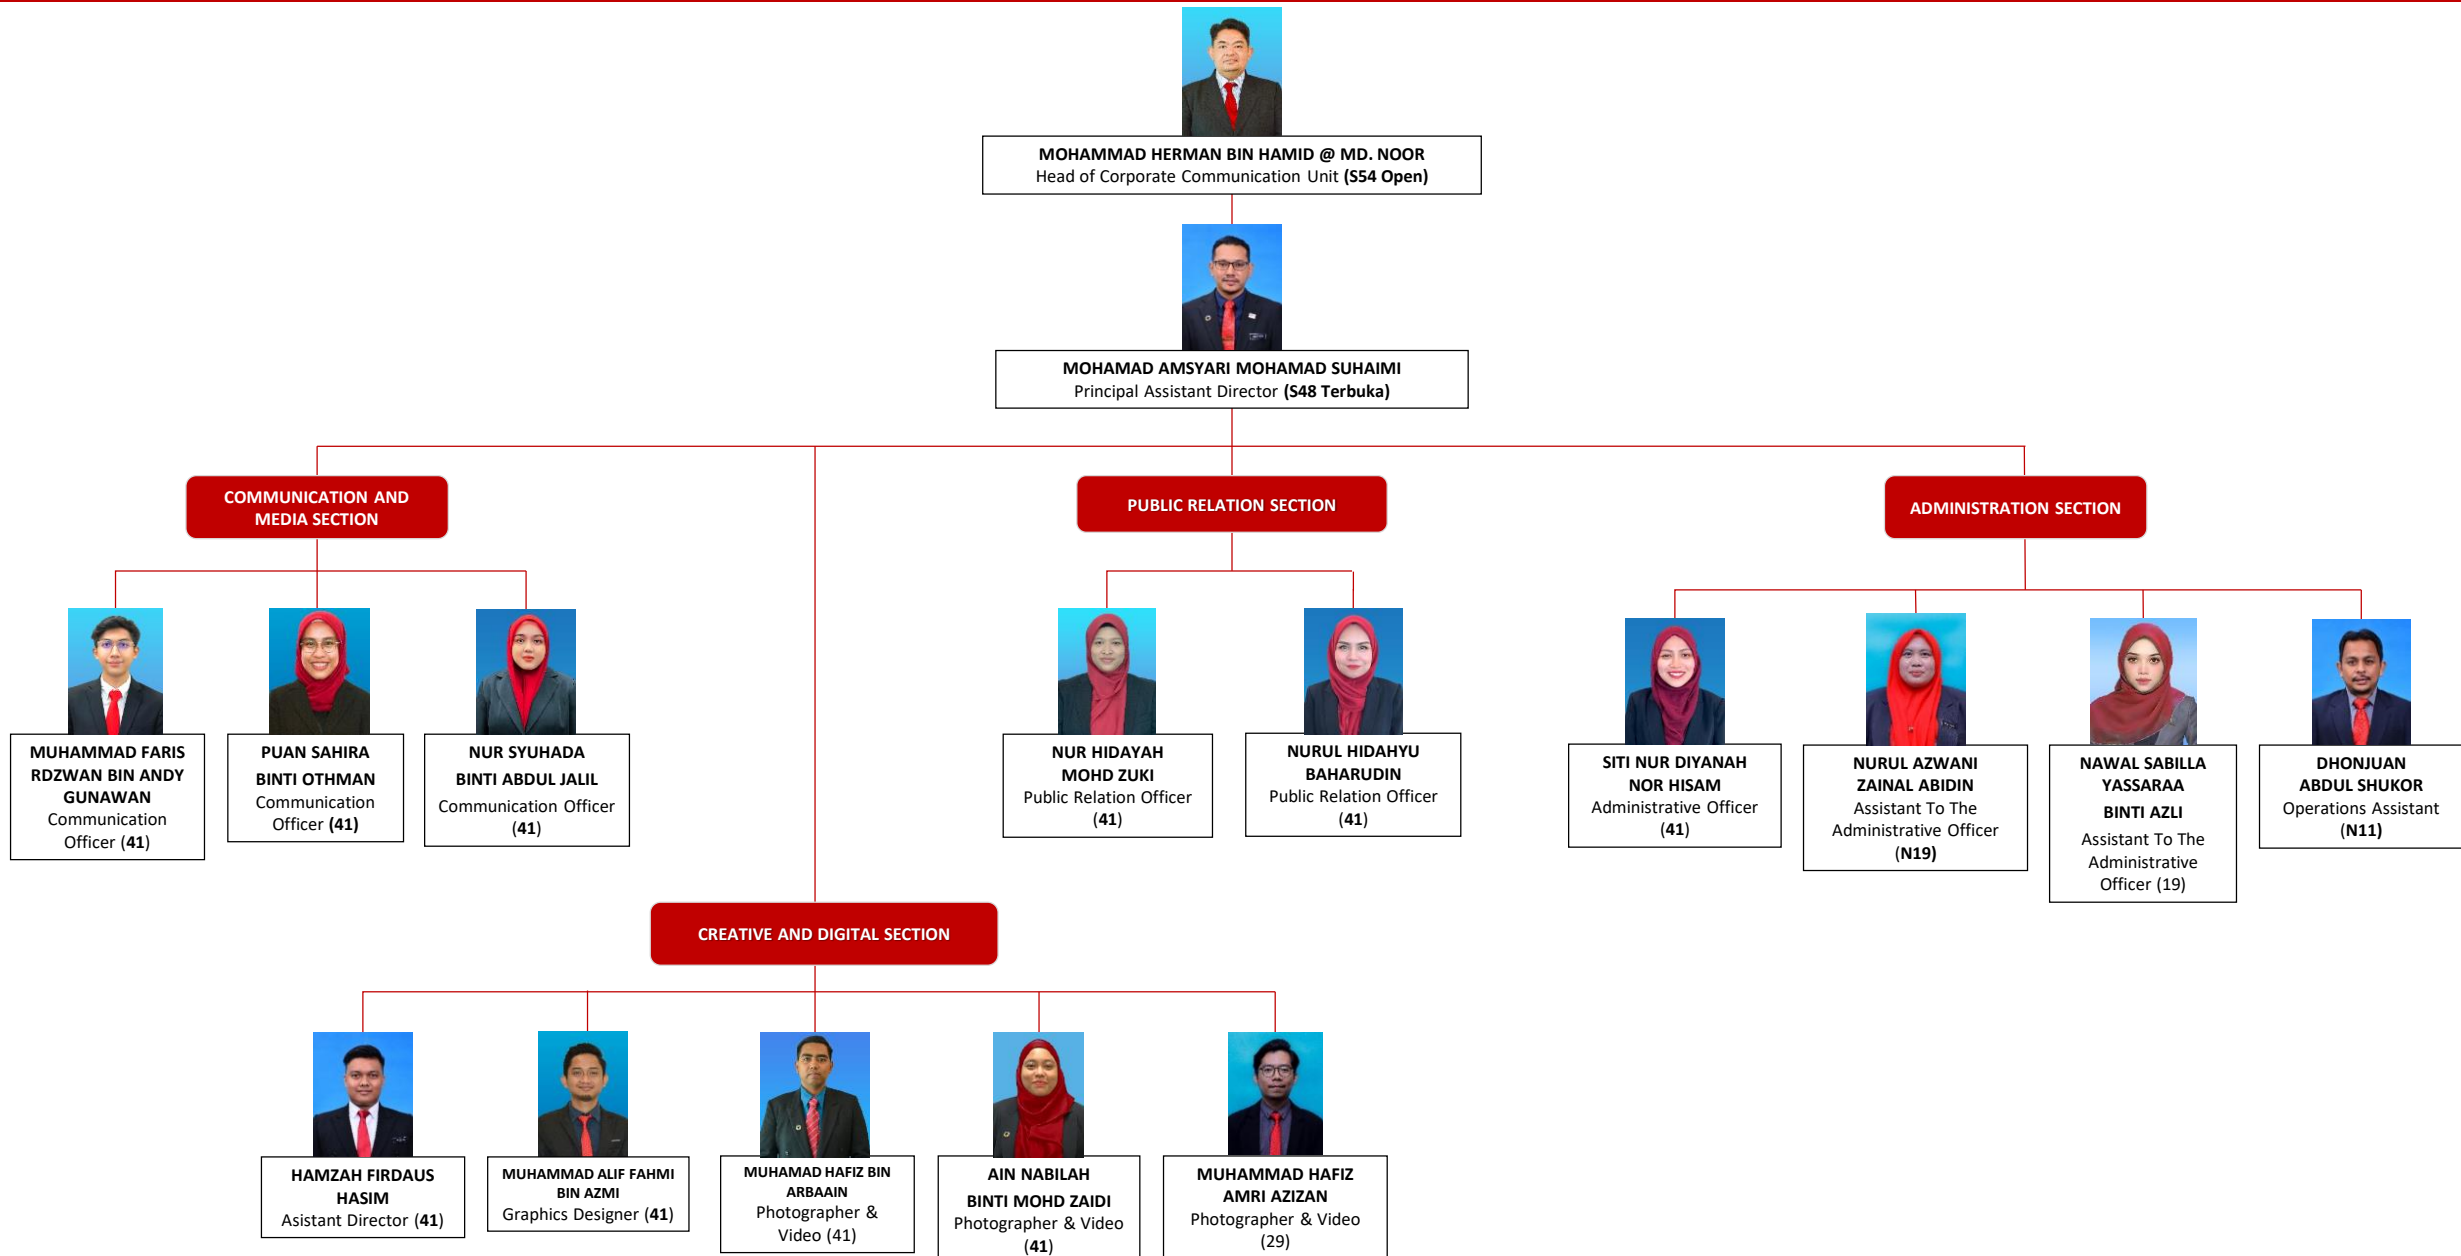 MOHAMMAD HERMAN BIN HAMID @ MD. NOOR
Head of Corporate Communication Unit (S54 Open)
MOHAMAD AMSYARI MOHAMAD SUHAIMI
Principal Assistant Director (S48 Terbuka)
COMMUNICATION AND
MEDIA SECTION
PUBLIC RELATION SECTION
ADMINISTRATION SECTION
MUHAMMAD FARIS
RDZWAN BIN ANDY
GUNAWAN
Communication
Officer (41)
PUAN SAHIRA
BINTI OTHMAN
Communication
Officer (41)
NUR SYUHADA
BINTI ABDUL JALIL
Communication Officer
(41)
NUR HIDAYAH
MOHD ZUKI
Public Relation Officer
(41)
NURUL HIDAHYU
BAHARUDIN
Public Relation Officer
(41)
SITI NUR DIYANAH
NOR HISAM
Administrative Officer
(41)
NURUL AZWANI
ZAINAL ABIDIN
Assistant To The
Administrative Officer
(N19)
NAWAL SABILLA
YASSARAA
BINTI AZLI
Assistant To The
Administrative
Officer (19)
DHONJUAN
ABDUL SHUKOR
Operations Assistant
(N11)
CREATIVE AND DIGITAL SECTION
HAMZAH FIRDAUS
HASIM
Asistant Director (41)
MUHAMMAD ALIF FAHMI
BIN AZMI
Graphics Designer (41)
MUHAMAD HAFIZ BIN
ARBAAIN
Photographer &
Video (41)
AIN NABILAH
BINTI MOHD ZAIDI
Photographer & Video
(41)
MUHAMMAD HAFIZ
AMRI AZIZAN
Photographer & Video
(29)